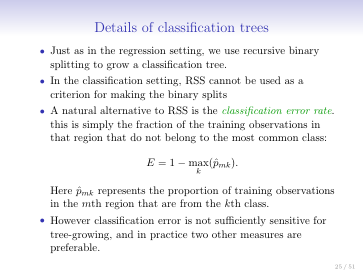 Details of classification trees
• Just as in the regression setting, we use recursive binary
splitting to grow a classification tree.
• In the classification setting, RSS cannot be used as a
criterion for making the binary splits
• A natural alternative to RSS is the classification error rate.
this is simply the fraction of the training observations in
that region that do not belong to the most common class:
E = 1 − max_k(p̂_mk).
Here p̂_mk represents the proportion of training observations
in the mth region that are from the kth class.
• However classification error is not sufficiently sensitive for
tree-growing, and in practice two other measures are
preferable.
25 / 51